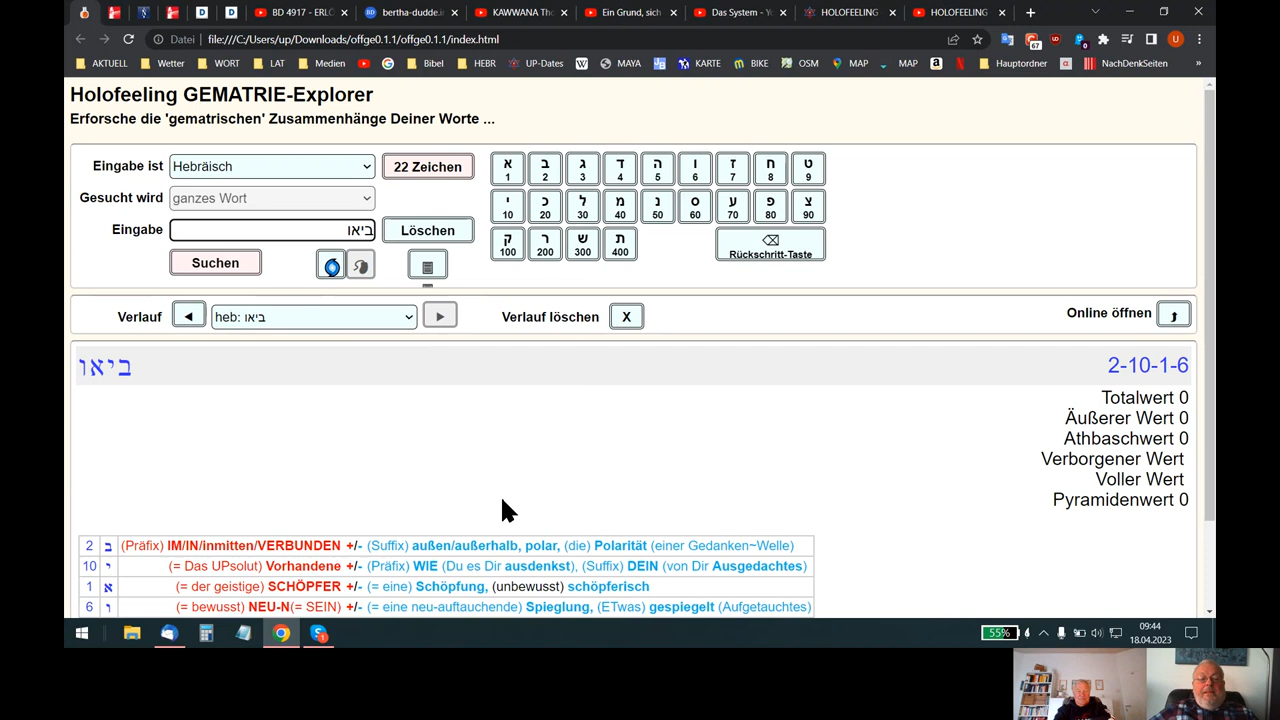 BD 4917 - ERLÖ
bertha-dudde.in
KAWWANA Tho
Ein Grund, sich
Das System - Yo
HOLOFEELING
HOLOFEELING
Datei
file:///C:/Users/up/Downloads/offge0.1.1/offge0.1.1/index.html
67
0
U
AKTUELL
Wetter
WORT
LAT
Medien
Bibel
HEBR
UP-Dates
MAYA
KARTE
BIKE
OSM
MAP
MAP
Hauptordner
NachDenkSeiten
»
Holofeeling GEMATRIE-Explorer
Erforsche die 'gematrischen' Zusammenhänge Deiner Worte ...
Eingabe ist
Hebräisch
22 Zeichen
Gesucht wird
ganzes Wort
Eingabe
ביאו
Löschen
Suchen
א ב ג ד ה ו ז ח ט
1 2 3 4 5 6 7 8 9
י כ ל מ נ ס ע פ צ
10 20 30 40 50 60 70 80 90
ק ר ש ת
100 200 300 400
Rückschritt-Taste
Verlauf
heb: ביאו
Verlauf löschen
X
Online öffnen
ביאו
2-10-1-6
Totalwert 0
Äußerer Wert 0
Athbaschwert 0
Verborgener Wert
Voller Wert
Pyramidenwert 0
2 ב (Präfix) IM/IN/inmitten/VERBUNDEN +/- (Suffix) außen/außerhalb, polar, (die) Polarität (einer Gedanken~Welle)
10 י (= Das UPsolut) Vorhandene +/- (Präfix) WIE (Du es Dir ausdenkst), (Suffix) DEIN (von Dir Ausgedachtes)
1 א (= der geistige) SCHÖPFER +/- (= eine) Schöpfung, (unbewusst) schöpferisch
6 ו (= bewusst) NEU-N(= SEIN) +/- (= eine neu-auftauchende) Spieglung, (ETwas) gespiegelt (Aufgetauchtes)
55%
09:44
18.04.2023